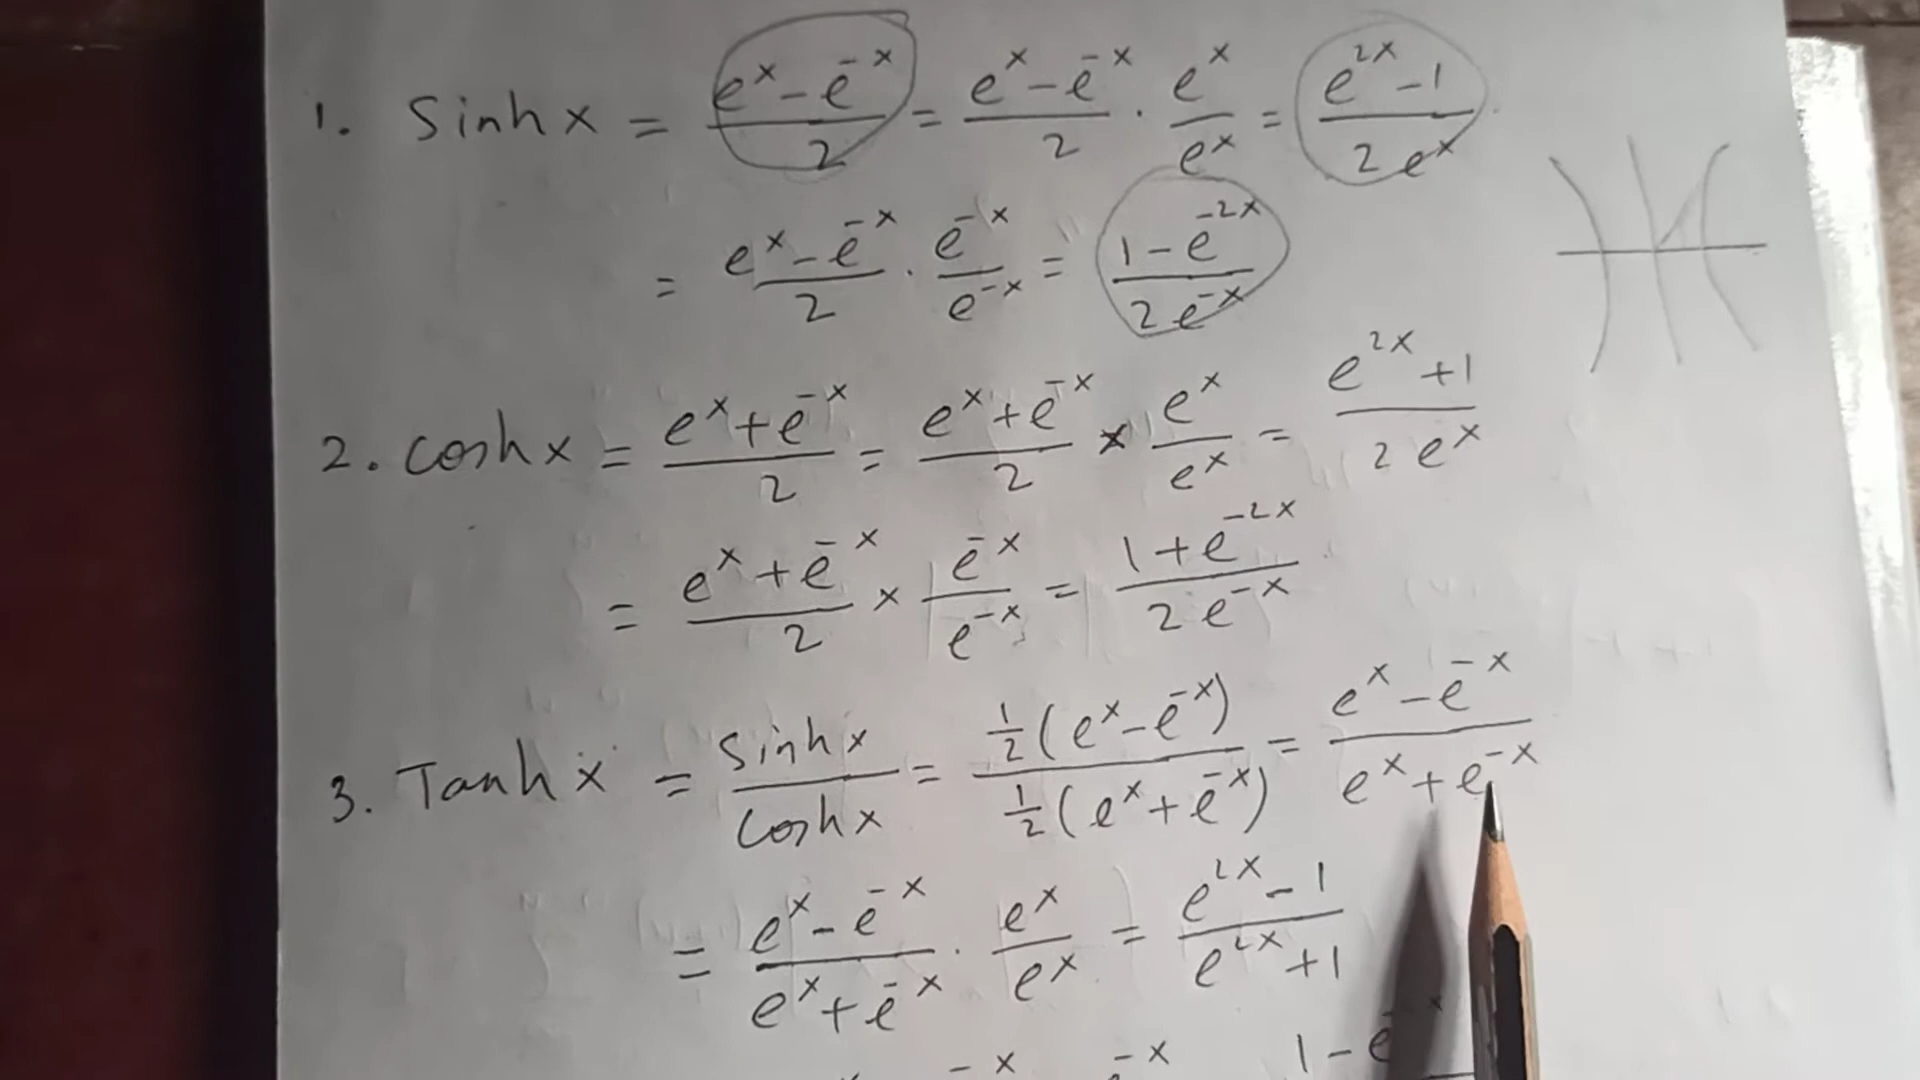 1. Sinh x = (e^x - e^-x)/2 = (e^x - e^-x)/2 · e^x/e^x = (e^2x - 1)/(2e^x)
= (e^x - e^-x)/2 · e^-x/e^-x = (1 - e^-2x)/(2e^-x)
2. cosh x = (e^x + e^-x)/2 = (e^x + e^-x)/2 × e^x/e^x = (e^2x + 1)/(2e^x)
= (e^x + e^-x)/2 × e^-x/e^-x = (1 + e^-2x)/(2e^-x)
3. Tanh x = sinh x/cosh x = (1/2(e^x - e^-x))/(1/2(e^x + e^-x)) = (e^x - e^-x)/(e^x + e^-x)
= (e^x - e^-x)/(e^x + e^-x) · e^x/e^x = (e^2x - 1)/(e^2x + 1)